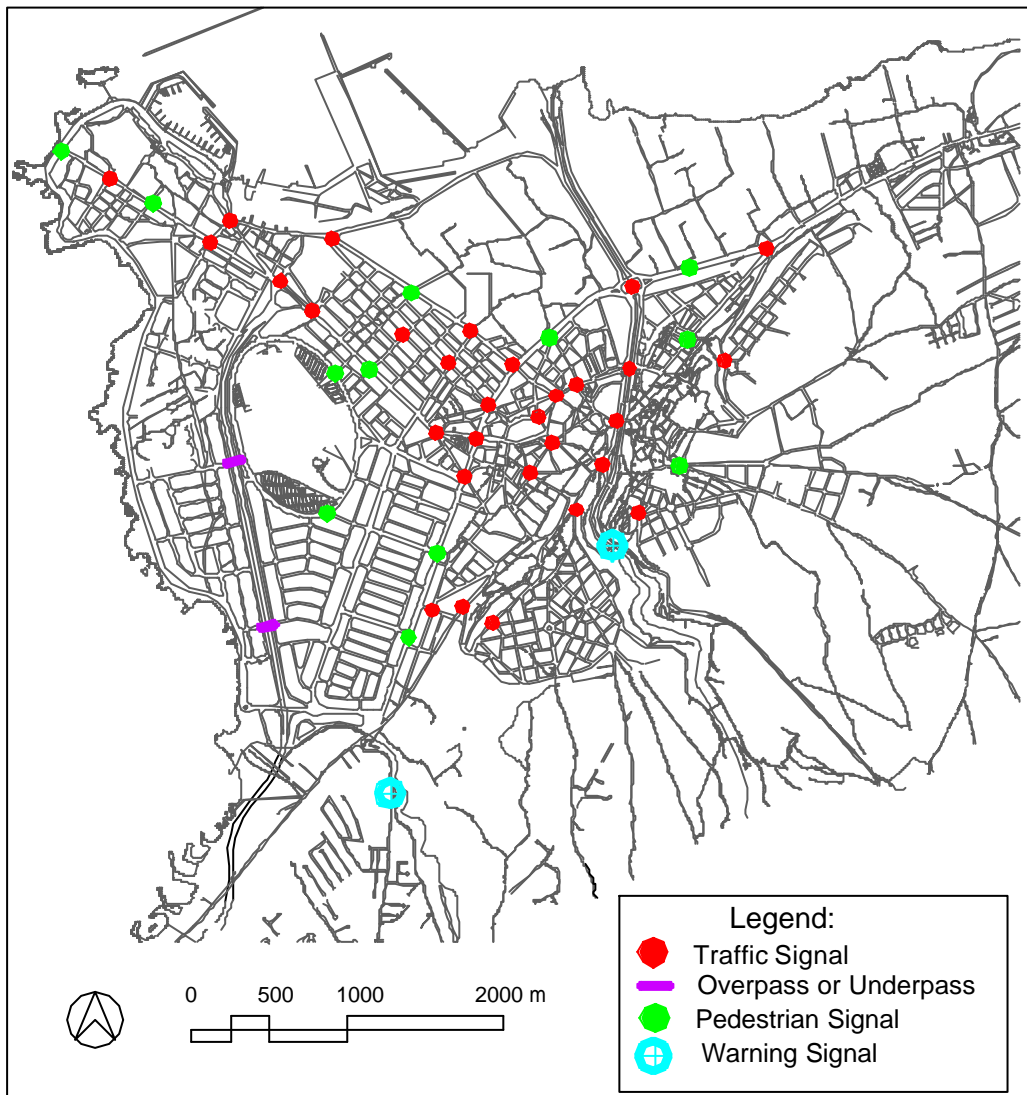 Legend:
Traffic Signal
Overpass or Underpass
Pedestrian Signal
Warning Signal
0 500 1000 2000 m